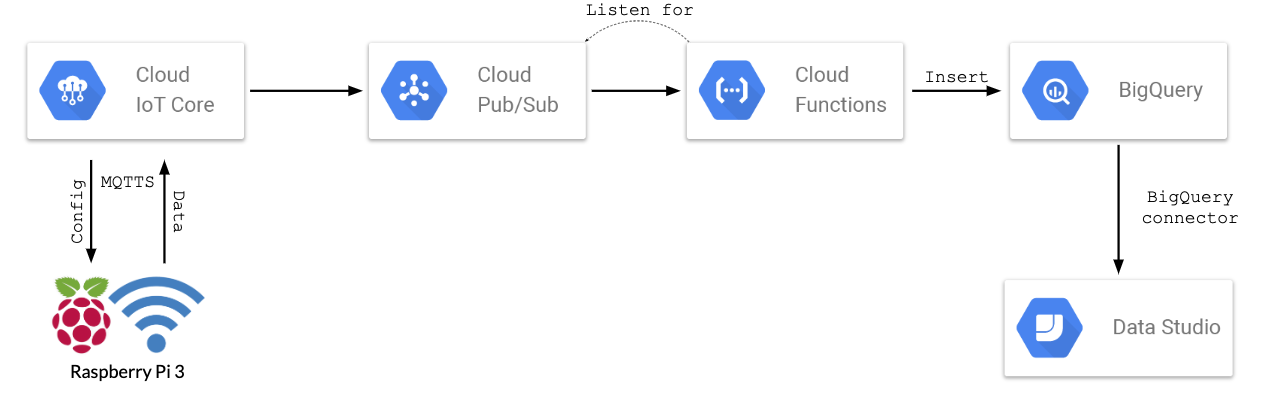 Listen for
Cloud
IoT Core
Cloud
Pub/Sub
Cloud
Functions
Insert
BigQuery
Config
MQTTS
Data
BigQuery
connector
Raspberry Pi 3
Data Studio